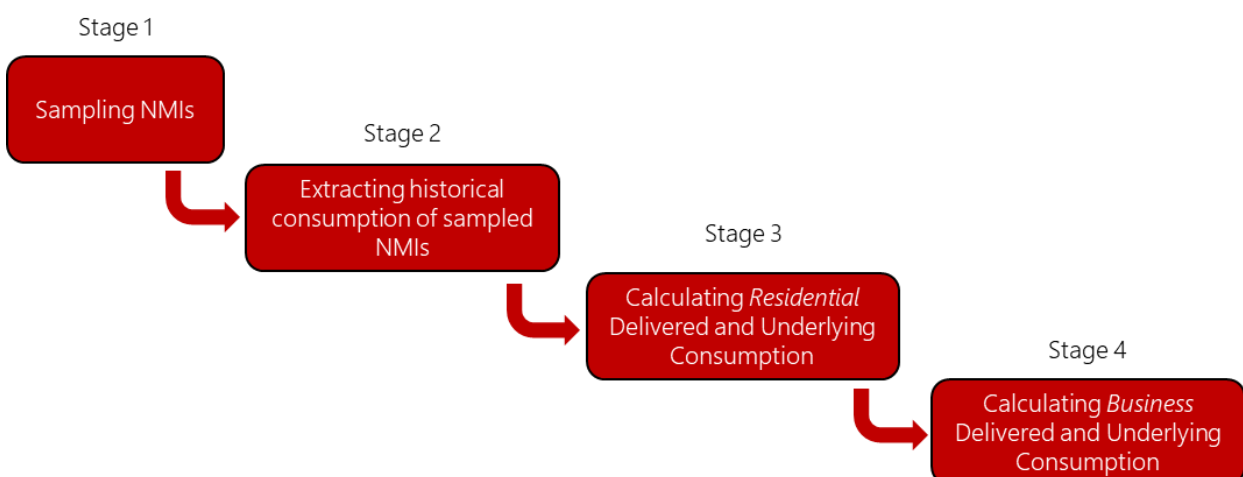 Stage 1
Sampling NMIs
Stage 2
Extracting historical
consumption of sampled
NMIs
Stage 3
Calculating Residential
Delivered and Underlying
Consumption
Stage 4
Calculating Business
Delivered and Underlying
Consumption